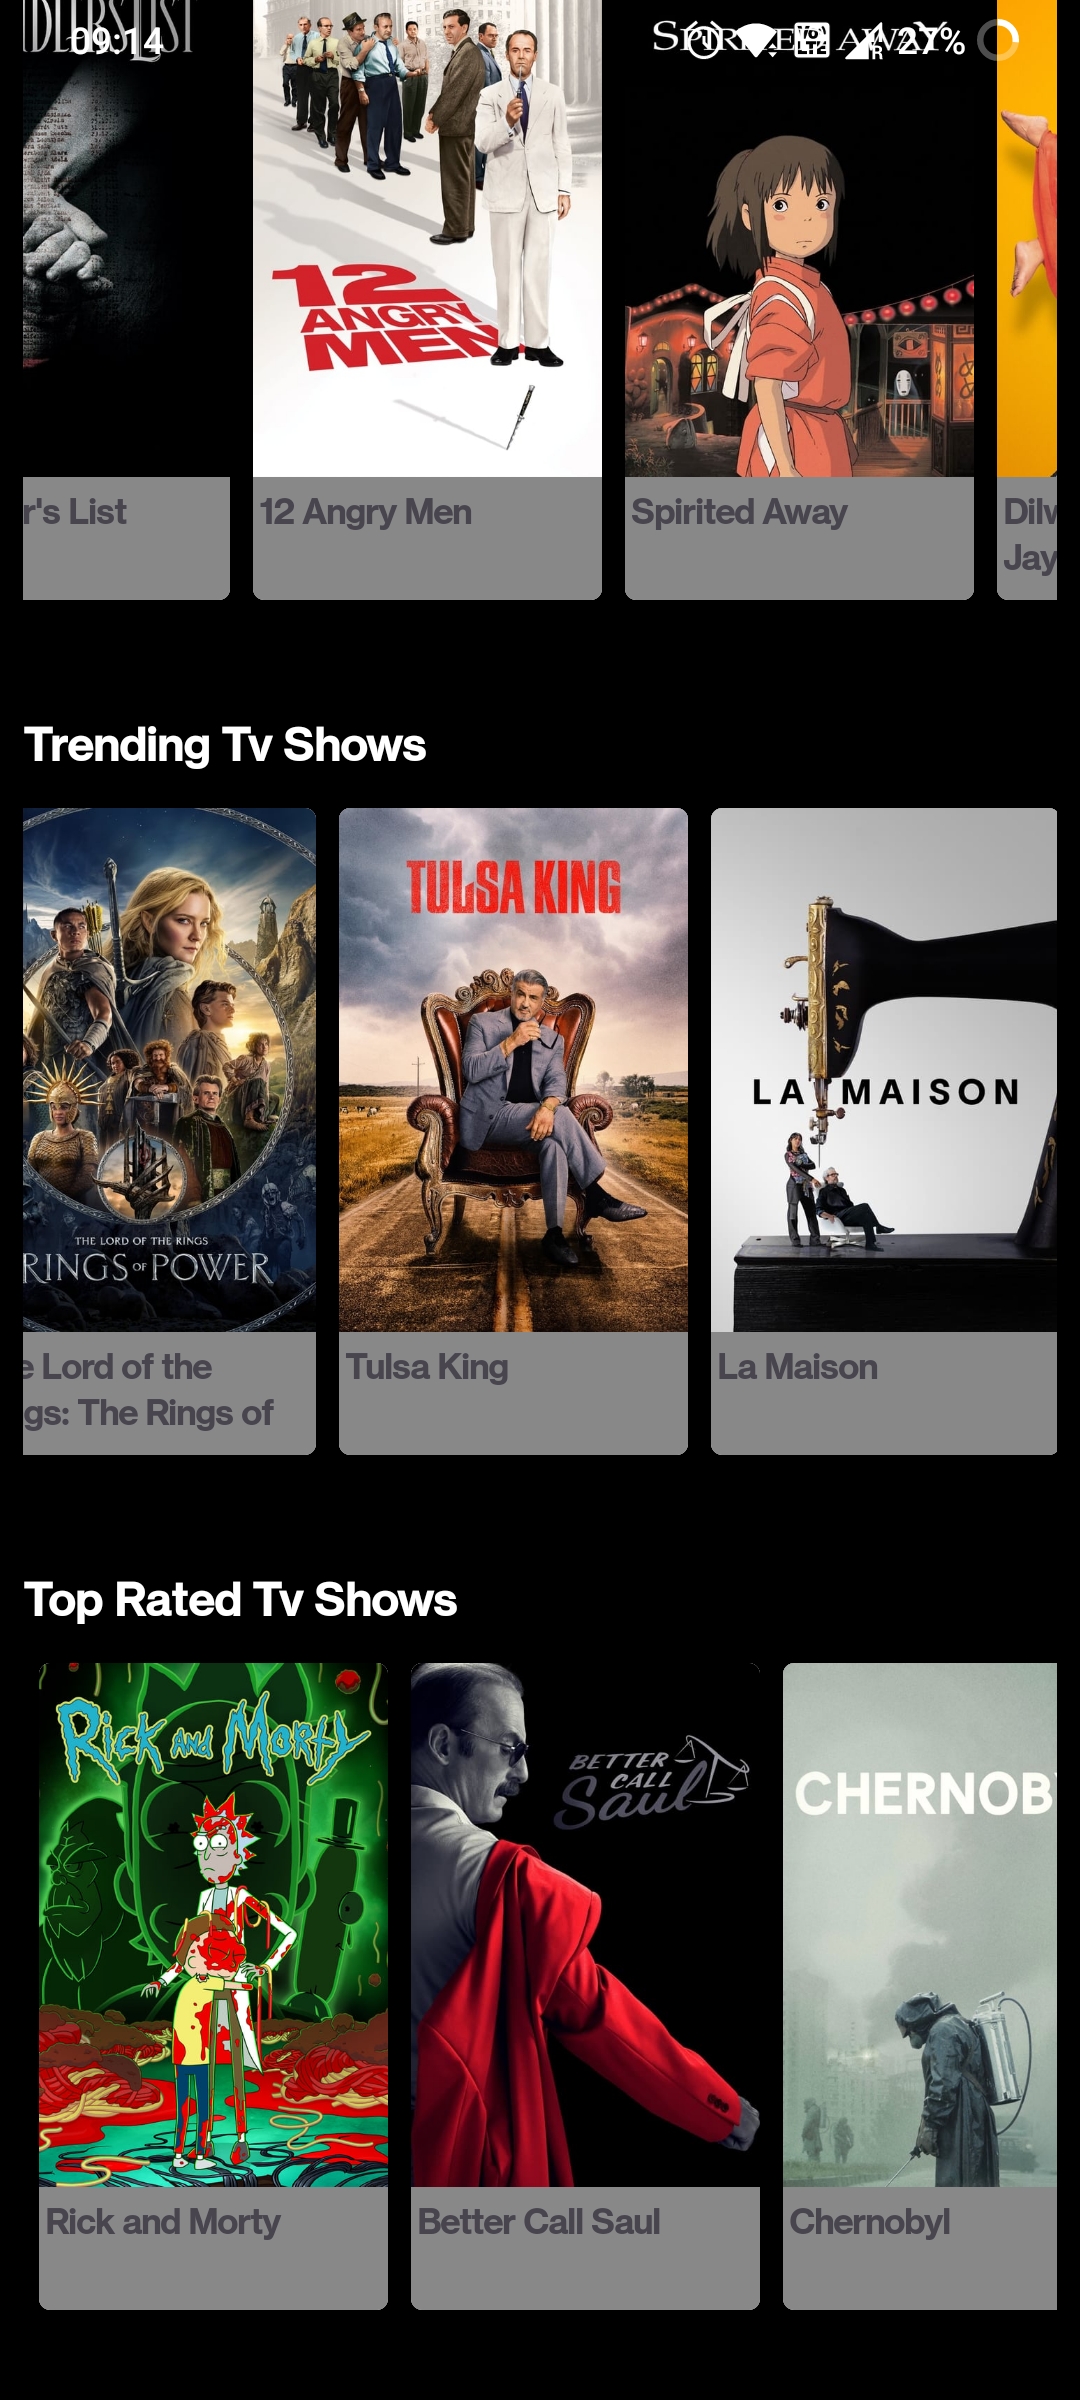 09:14
27%
SPIRITED AWAY
12
ANGRY
MEN
r's List
12 Angry Men
Spirited Away
Dilw
Jay
Trending Tv Shows
TULSA KING
LA MAISON
THE LORD OF THE RINGS
RINGS OF POWER
e Lord of the
gs: The Rings of
Tulsa King
La Maison
Top Rated Tv Shows
RICK AND MORTY
BETTER
CALL
Saul
CHERNOB
Rick and Morty
Better Call Saul
Chernobyl